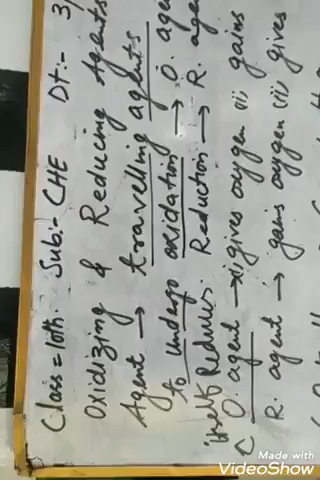 Class = 10th. Sub:- CHE Dt:- 3/
Oxidizing & Reducing Agents
Agent → travelling agents
to undergo oxidation → O. age
itself Reduces. Reduction → R. age
O. agent → (i) gives oxygen (ii) gains
R. agent → gains oxygen (ii) gives
Made with
VideoShow